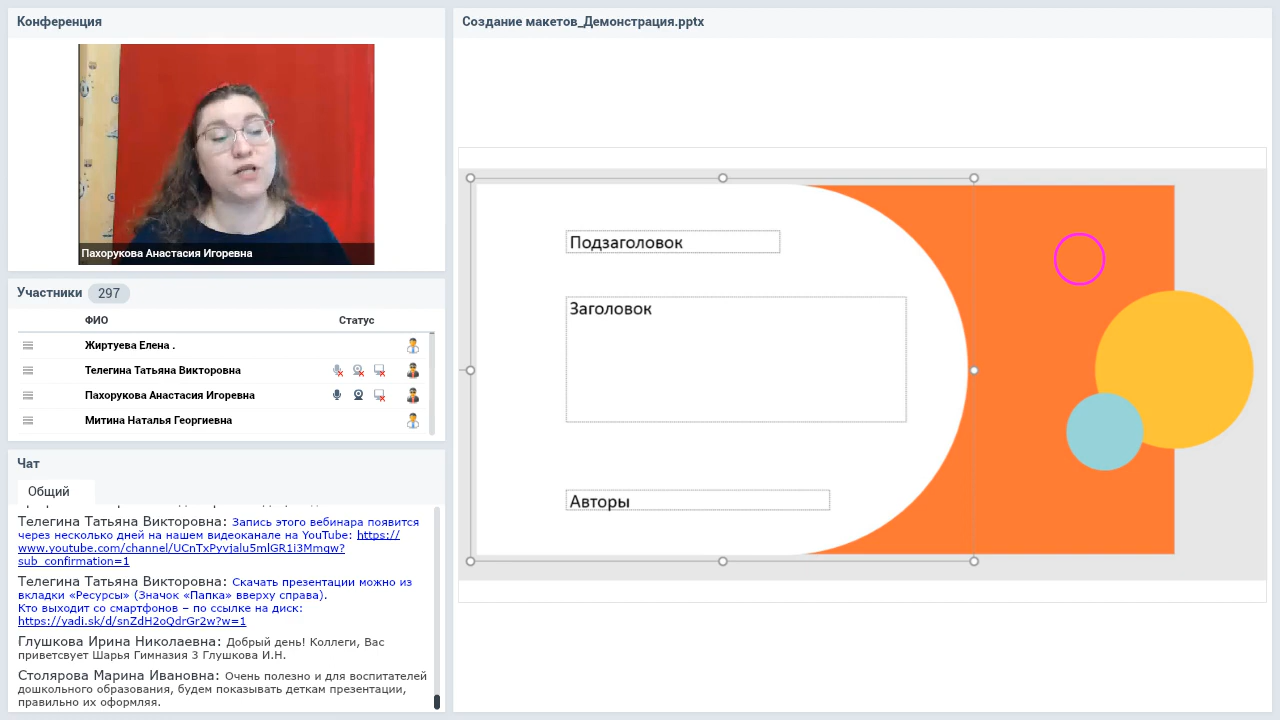 Конференция
Пахорукова Анастасия Игоревна
Участники 297
ФИО Статус
Жиртуева Елена .
Телегина Татьяна Викторовна
Пахорукова Анастасия Игоревна
Митина Наталья Георгиевна
Чат
Общий
Телегина Татьяна Викторовна: Запись этого вебинара появится
через несколько дней на нашем видеоканале на YouTube: https://
www.youtube.com/channel/UCnTxPyvjalu5mlGR1i3Mmqw?
sub_confirmation=1
Телегина Татьяна Викторовна: Скачать презентации можно из
вкладки «Ресурсы» (Значок «Папка» вверху справа).
Кто выходит со смартфонов – по ссылке на диск:
https://yadi.sk/d/snZdH2oQdrGr2w?w=1
Глушкова Ирина Николаевна: Добрый день! Коллеги, Вас
приветсвует Шарья Гимназия 3 Глушкова И.Н.
Столярова Марина Ивановна: Очень полезно и для воспитателей
дошкольного образования, будем показывать деткам презентации,
правильно их оформляя.
Создание макетов_Демонстрация.pptx
Подзаголовок
Заголовок
Авторы